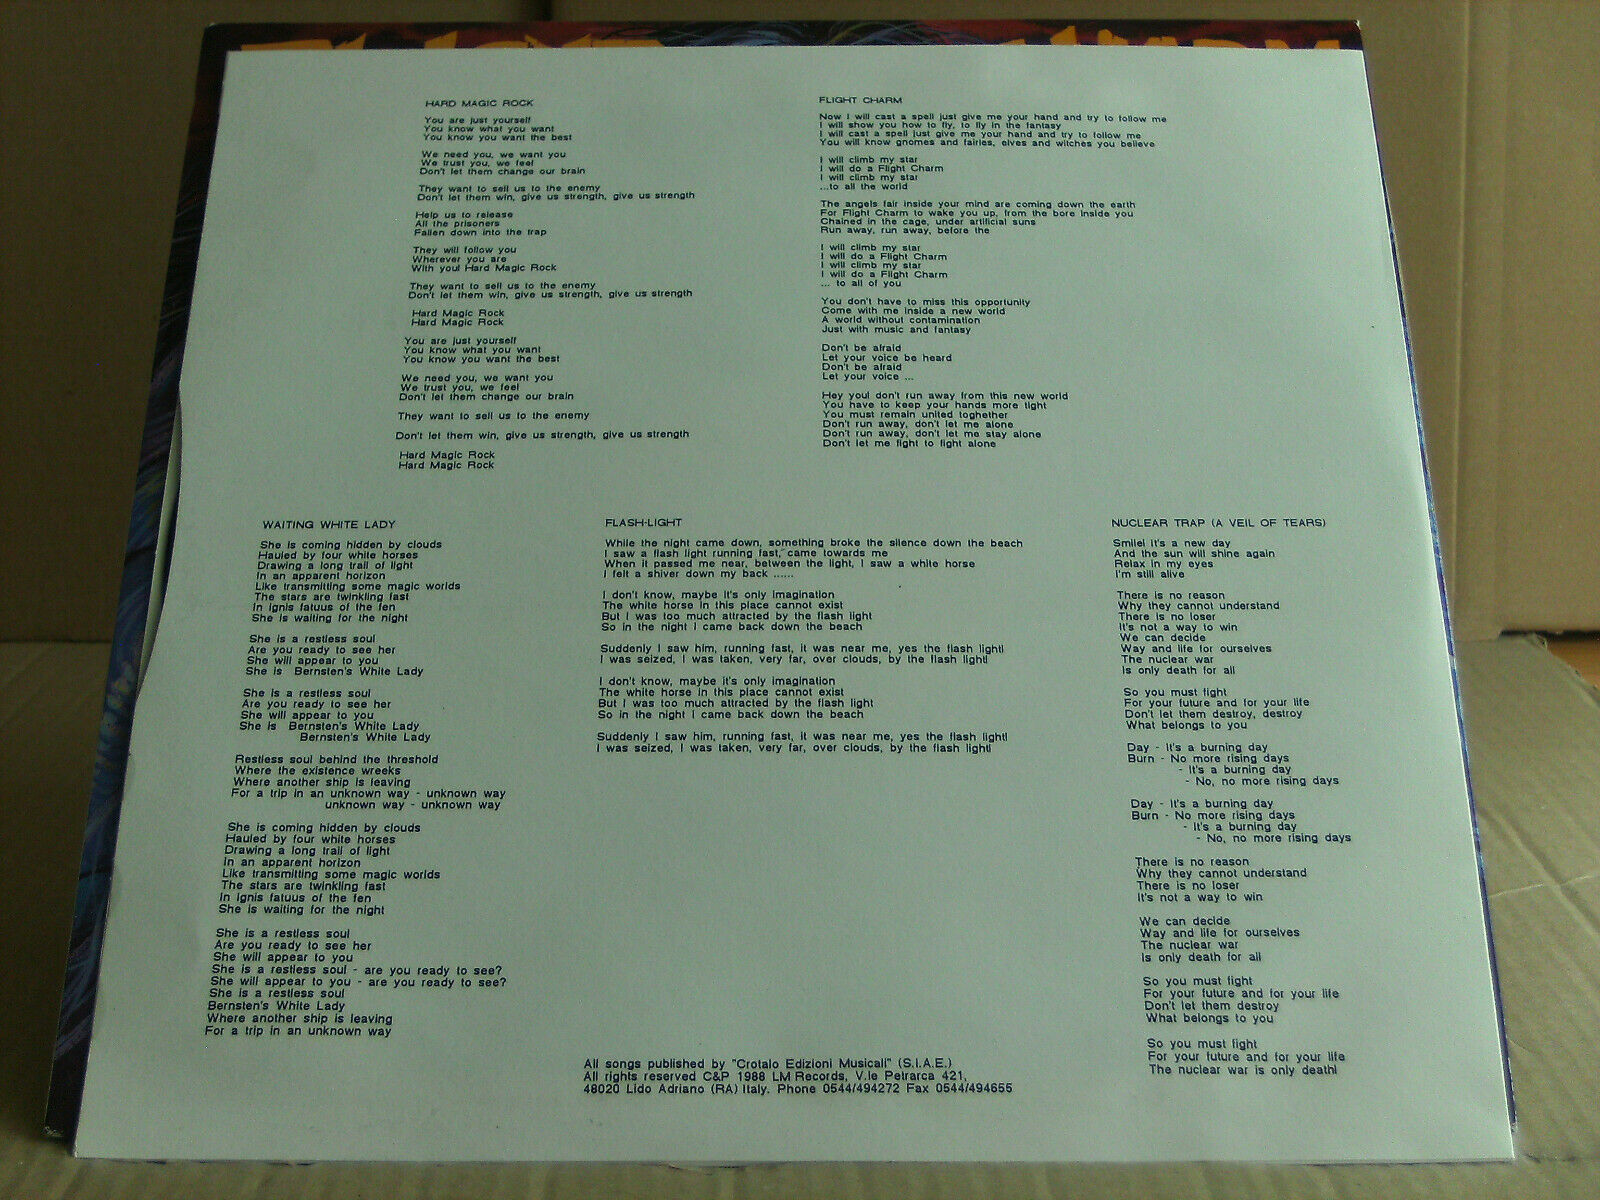 HARD MAGIC ROCK
You are just yourself
You know what you want
You know you want the best
We need you, we want you
We trust you, we feel
Don't let them change our brain
They want to sell us to the enemy
Don't let them win, give us strength, give us strength
Help us to release
All the prisoners
Fallen down into the trap
They will follow you
Wherever you are
With you! Hard Magic Rock
They want to sell us to the enemy
Don't let them win, give us strength, give us strength
Hard Magic Rock
Hard Magic Rock
You are just yourself
You know what you want
You know you want the best
We need you, we want you
We trust you, we feel
Don't let them change our brain
They want to sell us to the enemy
Don't let them win, give us strength, give us strength
Hard Magic Rock
Hard Magic Rock
FLIGHT CHARM
Now I will cast a spell just give me your hand and try to follow me
I will show you how to fly, to fly in the fantasy
I will cast a spell just give me your hand and try to follow me
You will know gnomes and fairies, elves and witches you believe
I will climb my star
I will do a Flight Charm
I will climb my star
...to all the world
The angels fair inside your mind are coming down the earth
For Flight Charm to wake you up, from the bore inside you
Chained in the cage, under artificial suns
Run away, run away, before the
I will climb my star
I will do a Flight Charm
I will climb my star
I will do a Flight Charm
... to all of you
You don't have to miss this opportunity
Come with me inside a new world
A world without contamination
Just with music and fantasy
Don't be afraid
Let your voice be heard
Don't be afraid
Let your voice ...
Hey you! don't run away from this new world
You have to keep your hands more tight
You must remain united toghether
Don't run away, don't let me alone
Don't run away, don't let me stay alone
Don't let me fight to fight alone
WAITING WHITE LADY
She is coming hidden by clouds
Hauled by four white horses
Drawing a long trail of light
In an apparent horizon
Like transmitting some magic worlds
The stars are twinkling fast
In ignis fatuus of the fen
She is waiting for the night
She is a restless soul
Are you ready to see her
She will appear to you
She is Bernsten's White Lady
She is a restless soul
Are you ready to see her
She will appear to you
She is Bernsten's White Lady
Bernsten's White Lady
Restless soul behind the threshold
Where the existence wreeks
Where another ship is leaving
For a trip in an unknown way - unknown way
unknown way - unknown way
She is coming hidden by clouds
Hauled by four white horses
Drawing a long trail of light
In an apparent horizon
Like transmitting some magic worlds
The stars are twinkling fast
In ignis fatuus of the fen
She is waiting for the night
She is a restless soul
Are you ready to see her
She will appear to you
She is a restless soul - are you ready to see?
She will appear to you - are you ready to see?
She is a restless soul
Bernsten's White Lady
Where another ship is leaving
For a trip in an unknown way
FLASH-LIGHT
While the night came down, something broke the silence down the beach
I saw a flash light running fast, came towards me
When it passed me near, between the light, I saw a white horse
I felt a shiver down my back ......
I don't know, maybe it's only imagination
The white horse in this place cannot exist
But I was too much attracted by the flash light
So in the night I came back down the beach
Suddenly I saw him, running fast, it was near me, yes the flash light!
I was seized, I was taken, very far, over clouds, by the flash light!
I don't know, maybe it's only imagination
The white horse in this place cannot exist
But I was too much attracted by the flash light
So in the night I came back down the beach
Suddenly I saw him, running fast, it was near me, yes the flash light!
I was seized, I was taken, very far, over clouds, by the flash light!
NUCLEAR TRAP (A VEIL OF TEARS)
Smile! it's a new day
And the sun will shine again
Relax in my eyes
I'm still alive
There is no reason
Why they cannot understand
There is no loser
It's not a way to win
We can decide
Way and life for ourselves
The nuclear war
Is only death for all
So you must fight
For your future and for your life
Don't let them destroy, destroy
What belongs to you
Day - It's a burning day
Burn - No more rising days
- It's a burning day
- No, no more rising days
Day - It's a burning day
Burn - No more rising days
- It's a burning day
- No, no more rising days
There is no reason
Why they cannot understand
There is no loser
It's not a way to win
We can decide
Way and life for ourselves
The nuclear war
Is only death for all
So you must fight
For your future and for your life
Don't let them destroy
What belongs to you
So you must fight
For your future and for your life
The nuclear war is only death!
All songs published by "Crotalo Edizioni Musicali" (S.I.A.E.)
All rights reserved C&P 1988 LM Records, V.le Petrarca 421,
48020 Lido Adriano (RA) Italy. Phone 0544/494272 Fax 0544/494655